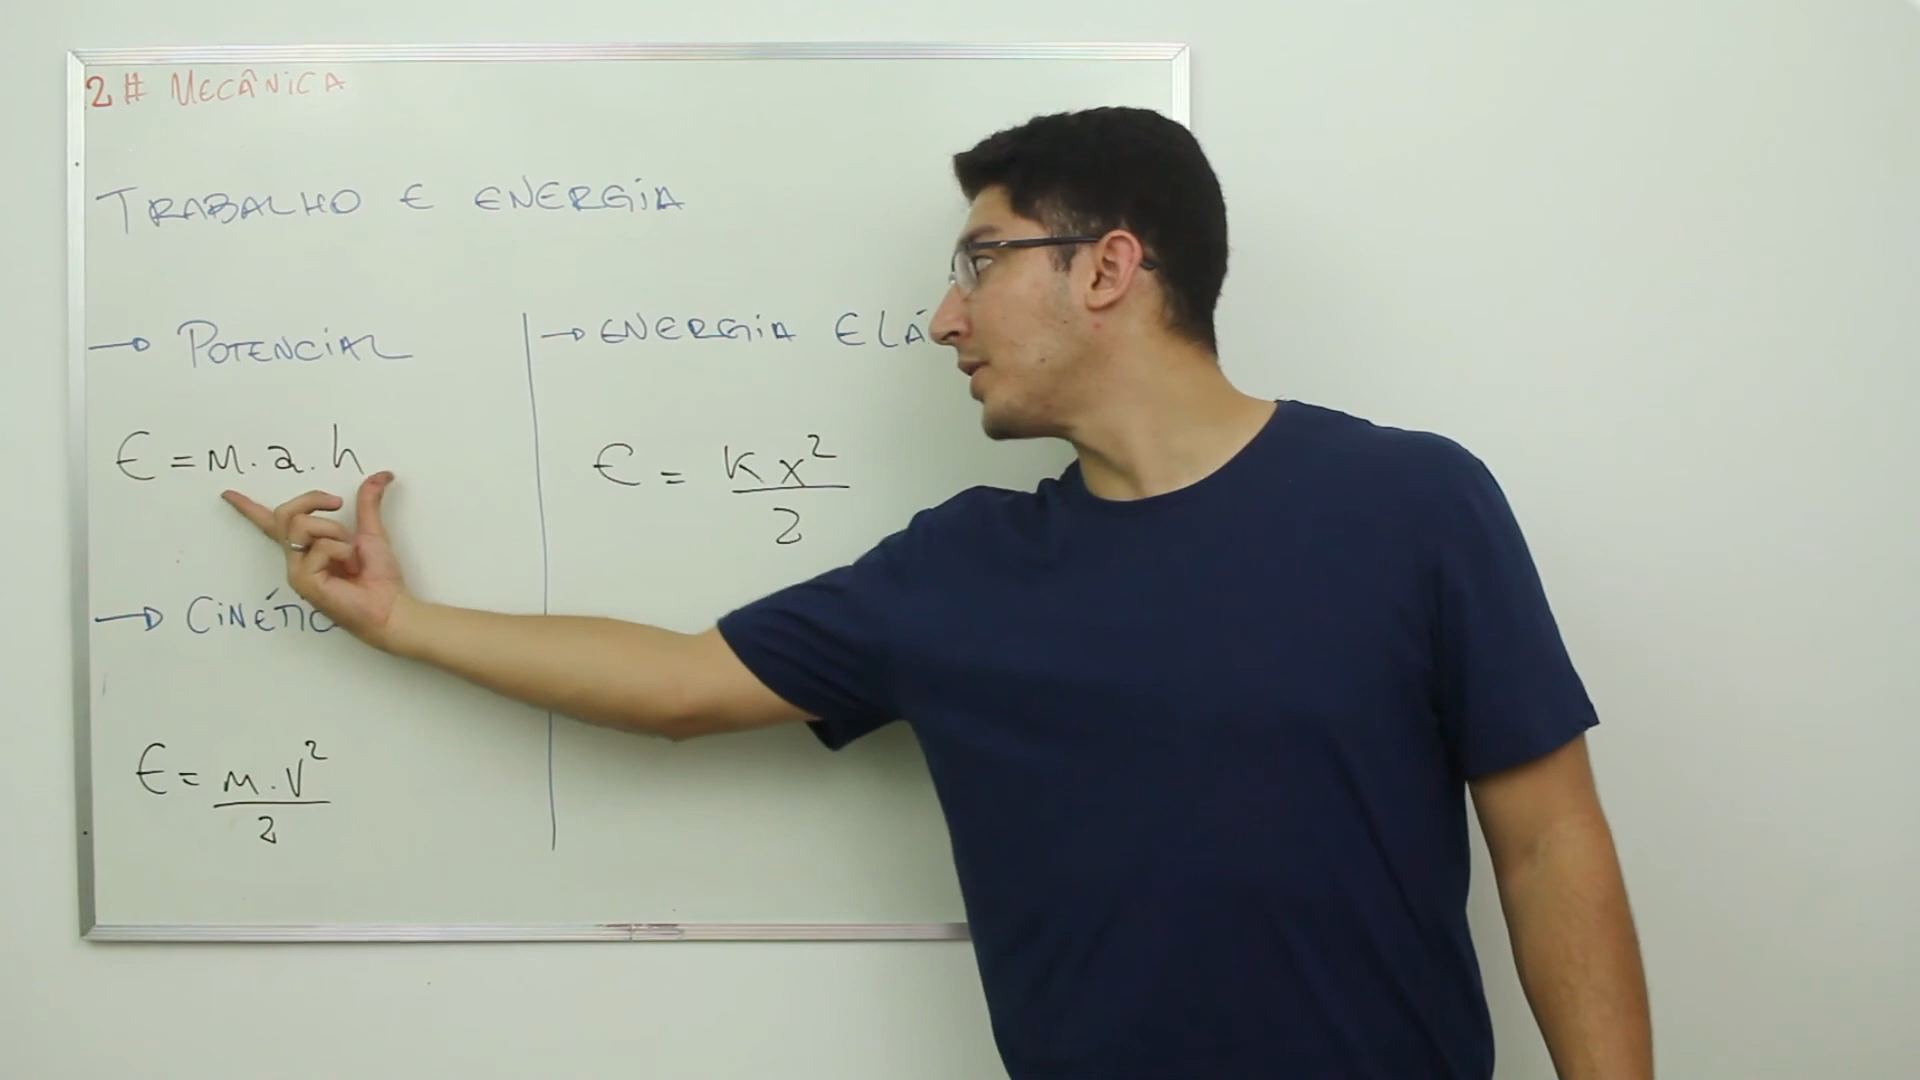 2# MECÂNICA
TRABALHO E ENERGIA
→ POTENCIAL
E = m.a.h
→ CINÉTIC
E = m.v²
2
→ ENERGIA ELÁ
E = Kx²
2